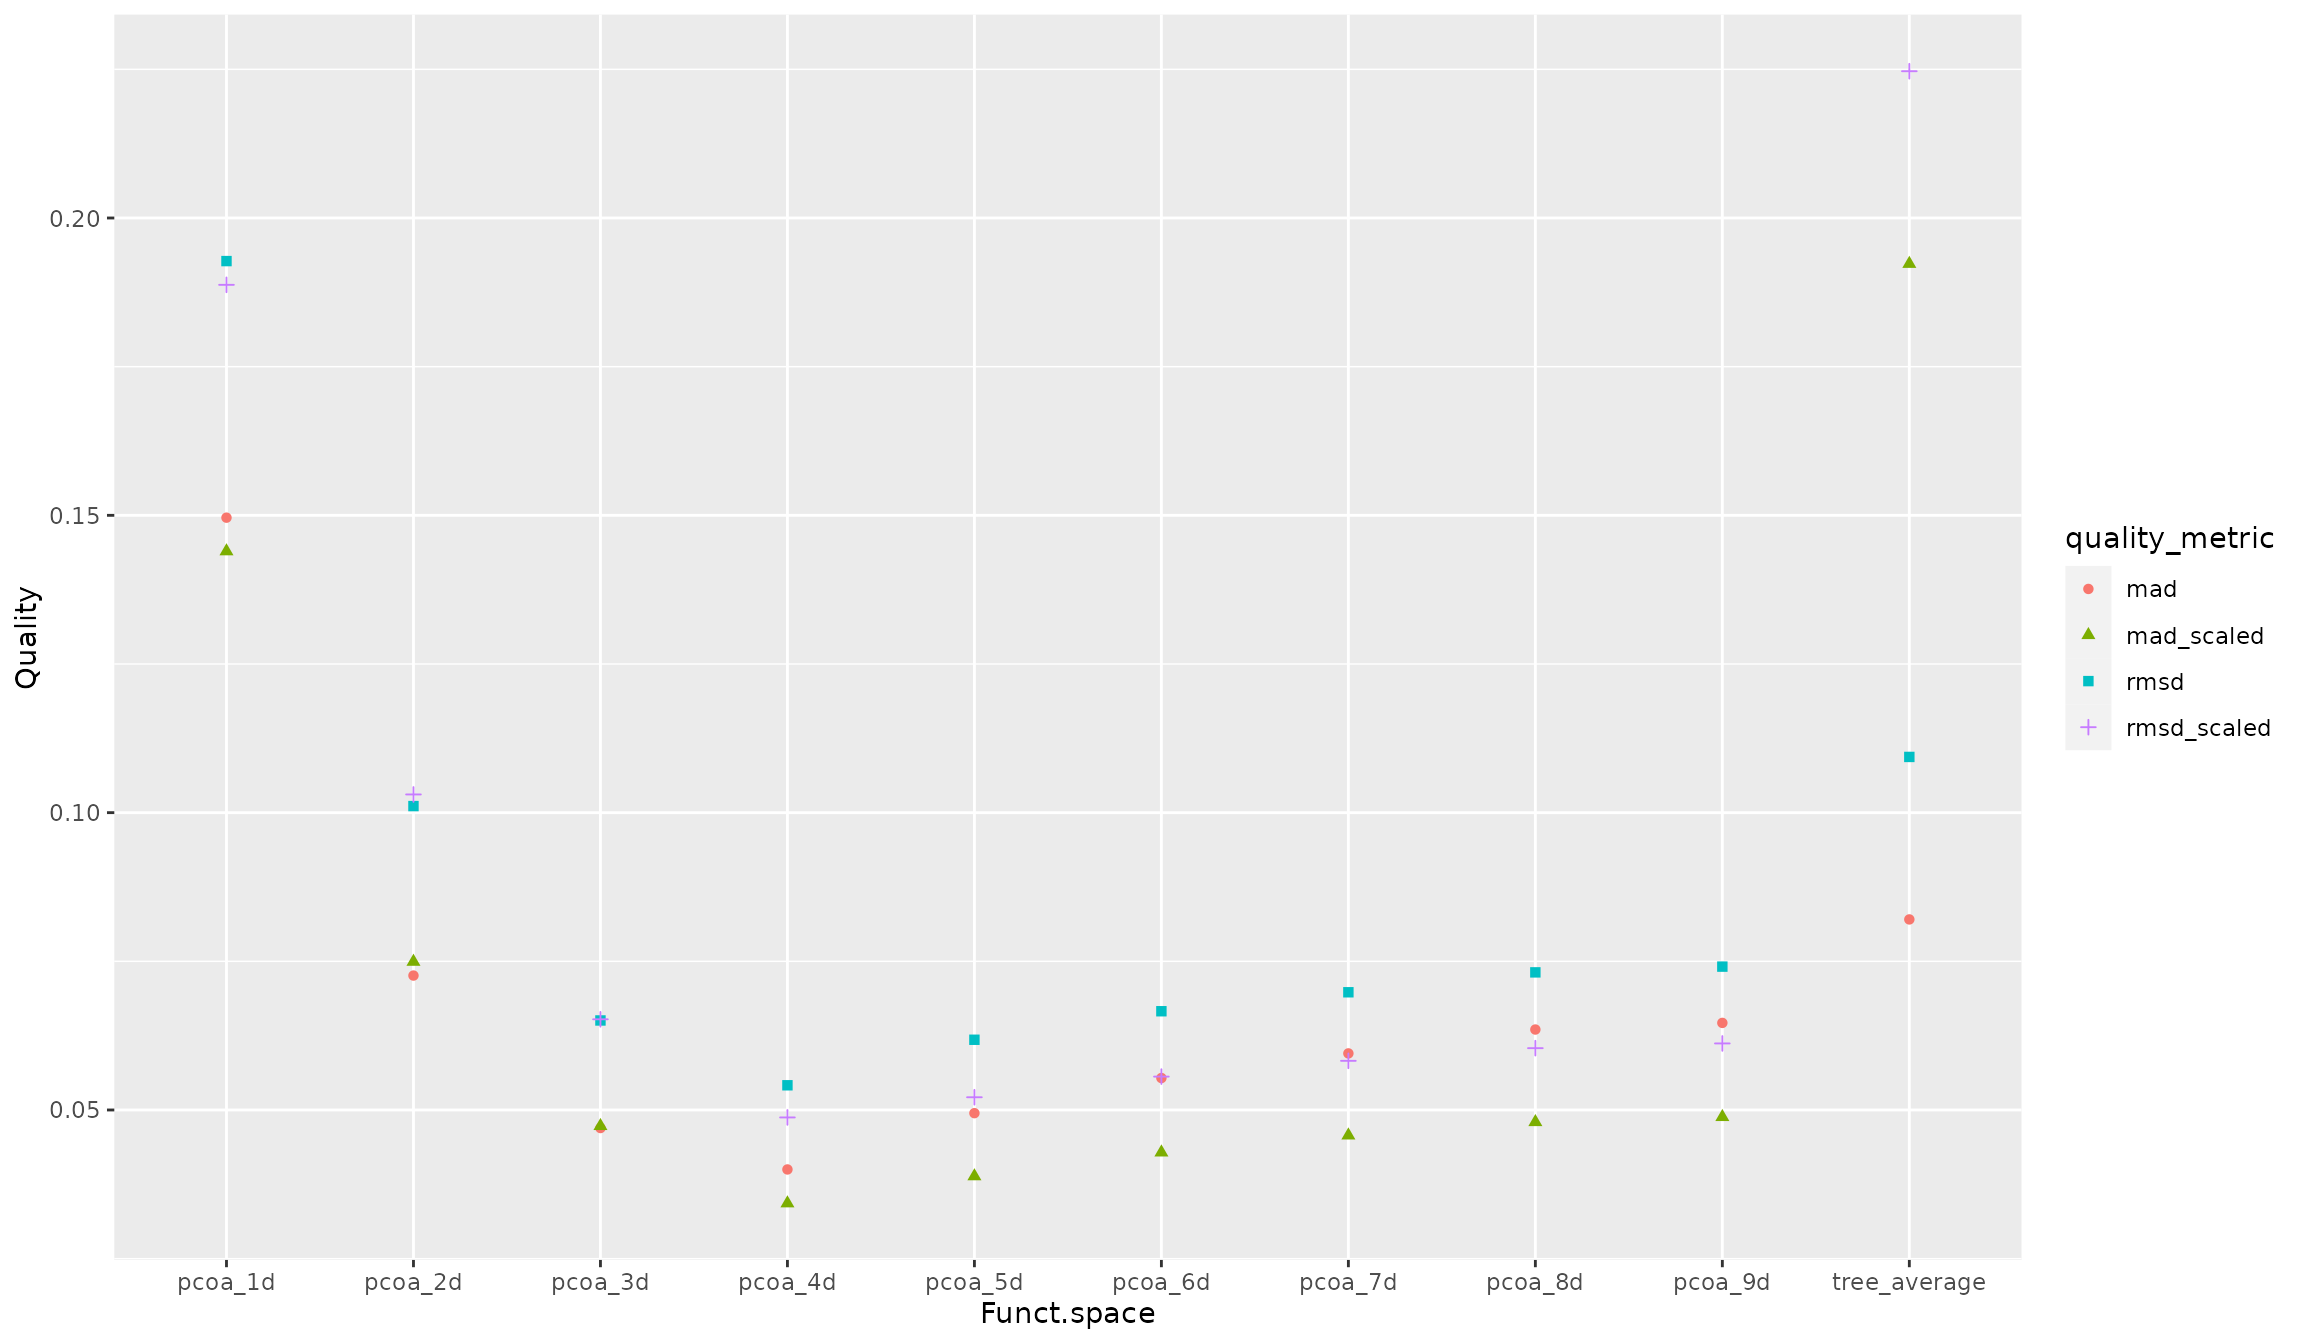 Quality
0.20
0.15
0.10
0.05
pcoa_1d pcoa_2d pcoa_3d pcoa_4d pcoa_5d pcoa_6d pcoa_7d pcoa_8d pcoa_9d tree_average
Funct.space
quality_metric
mad
mad_scaled
rmsd
rmsd_scaled